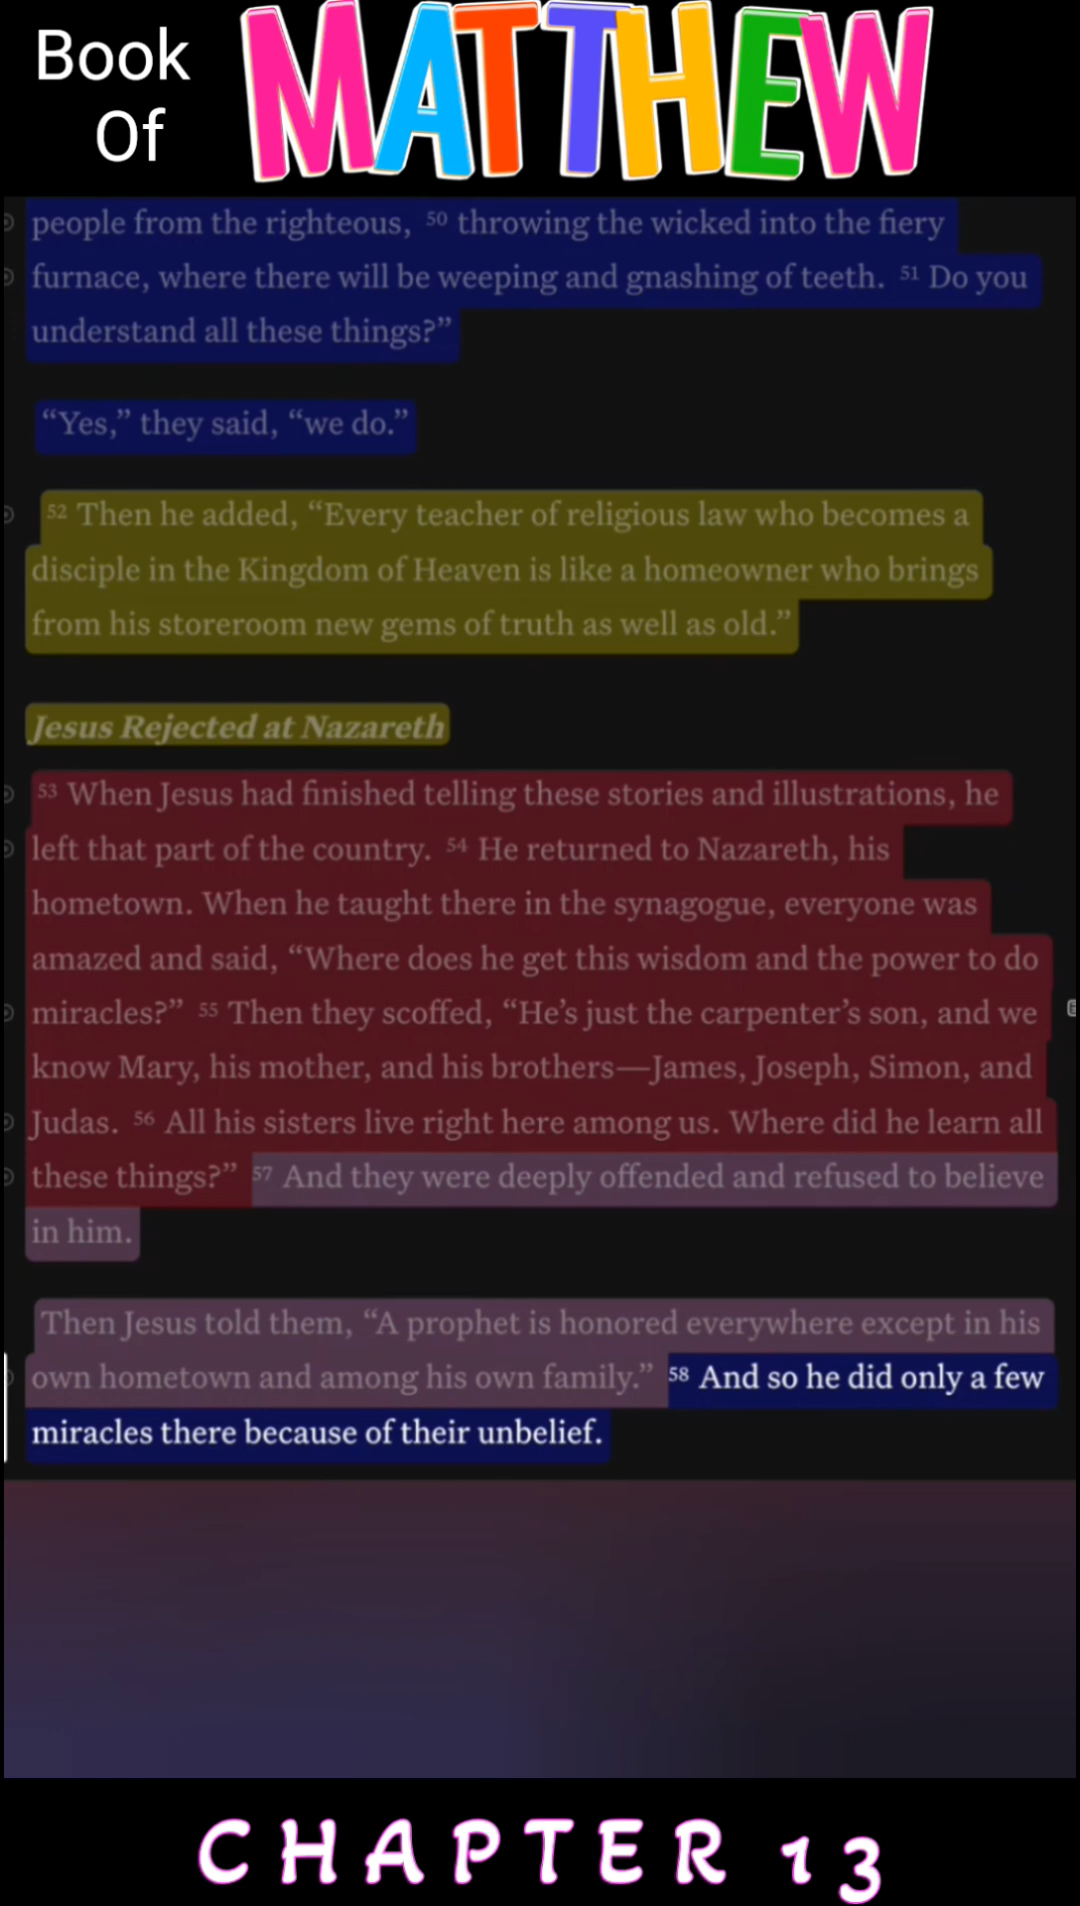 Book
Of
MATTHEW
people from the righteous, 50 throwing the wicked into the fiery
furnace, where there will be weeping and gnashing of teeth. 51 Do you
understand all these things?”
“Yes,” they said, “we do.”
52 Then he added, “Every teacher of religious law who becomes a
disciple in the Kingdom of Heaven is like a homeowner who brings
from his storeroom new gems of truth as well as old.”
Jesus Rejected at Nazareth
53 When Jesus had finished telling these stories and illustrations, he
left that part of the country. 54 He returned to Nazareth, his
hometown. When he taught there in the synagogue, everyone was
amazed and said, “Where does he get this wisdom and the power to do
miracles?” 55 Then they scoffed, “He’s just the carpenter’s son, and we
know Mary, his mother, and his brothers—James, Joseph, Simon, and
Judas. 56 All his sisters live right here among us. Where did he learn all
these things?” 57 And they were deeply offended and refused to believe
in him.
Then Jesus told them, “A prophet is honored everywhere except in his
own hometown and among his own family.” 58 And so he did only a few
miracles there because of their unbelief.
CHAPTER 13